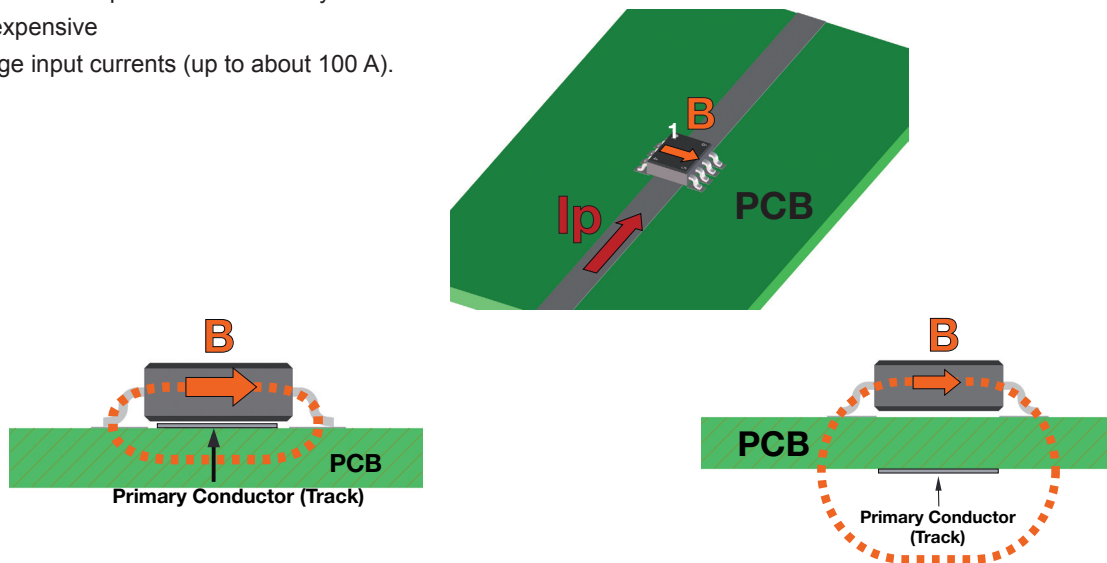 expensive
ge input currents (up to about 100 A).
B
1
Ip
PCB
B
PCB
Primary Conductor (Track)
B
PCB
Primary Conductor
(Track)